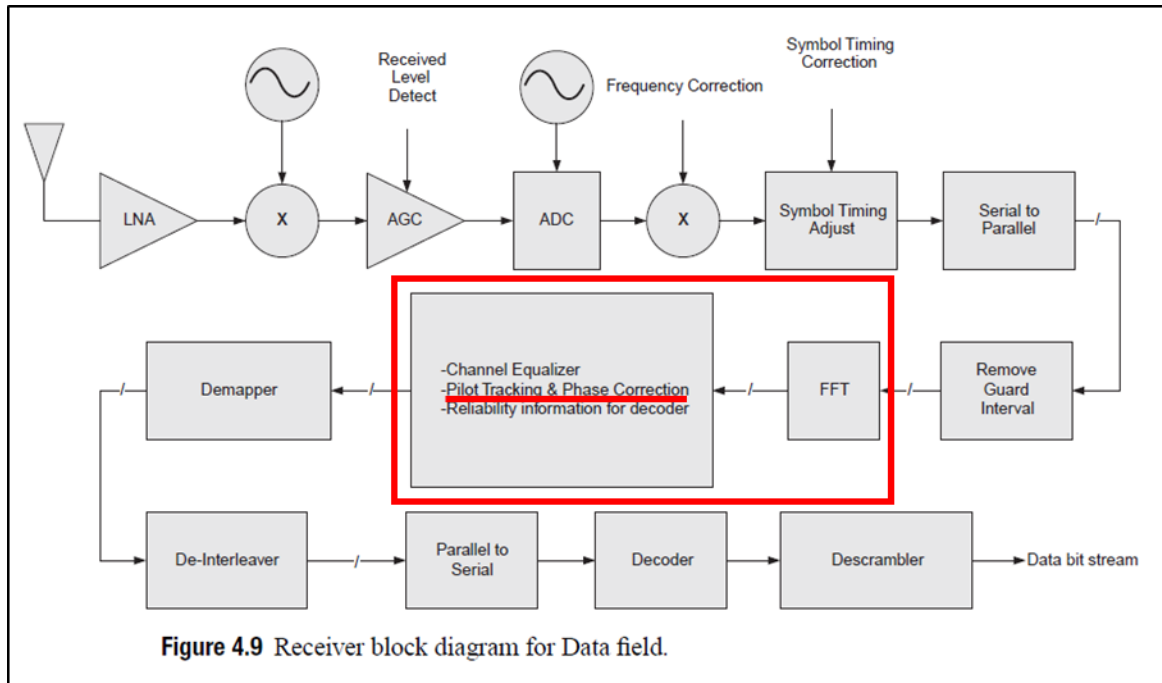 Received
Level
Detect
Frequency Correction
Symbol Timing
Correction
LNA
X
AGC
ADC
X
Symbol Timing
Adjust
Serial to
Parallel
Demapper
-Channel Equalizer
-Pilot Tracking & Phase Correction
-Reliability information for decoder
FFT
Remove
Guard
Interval
De-Interleaver
Parallel to
Serial
Decoder
Descrambler
Data bit stream
Figure 4.9 Receiver block diagram for Data field.